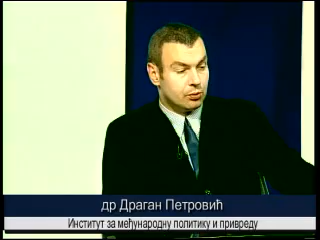 др Драган Петровић
Институт за међународну политику и привреду